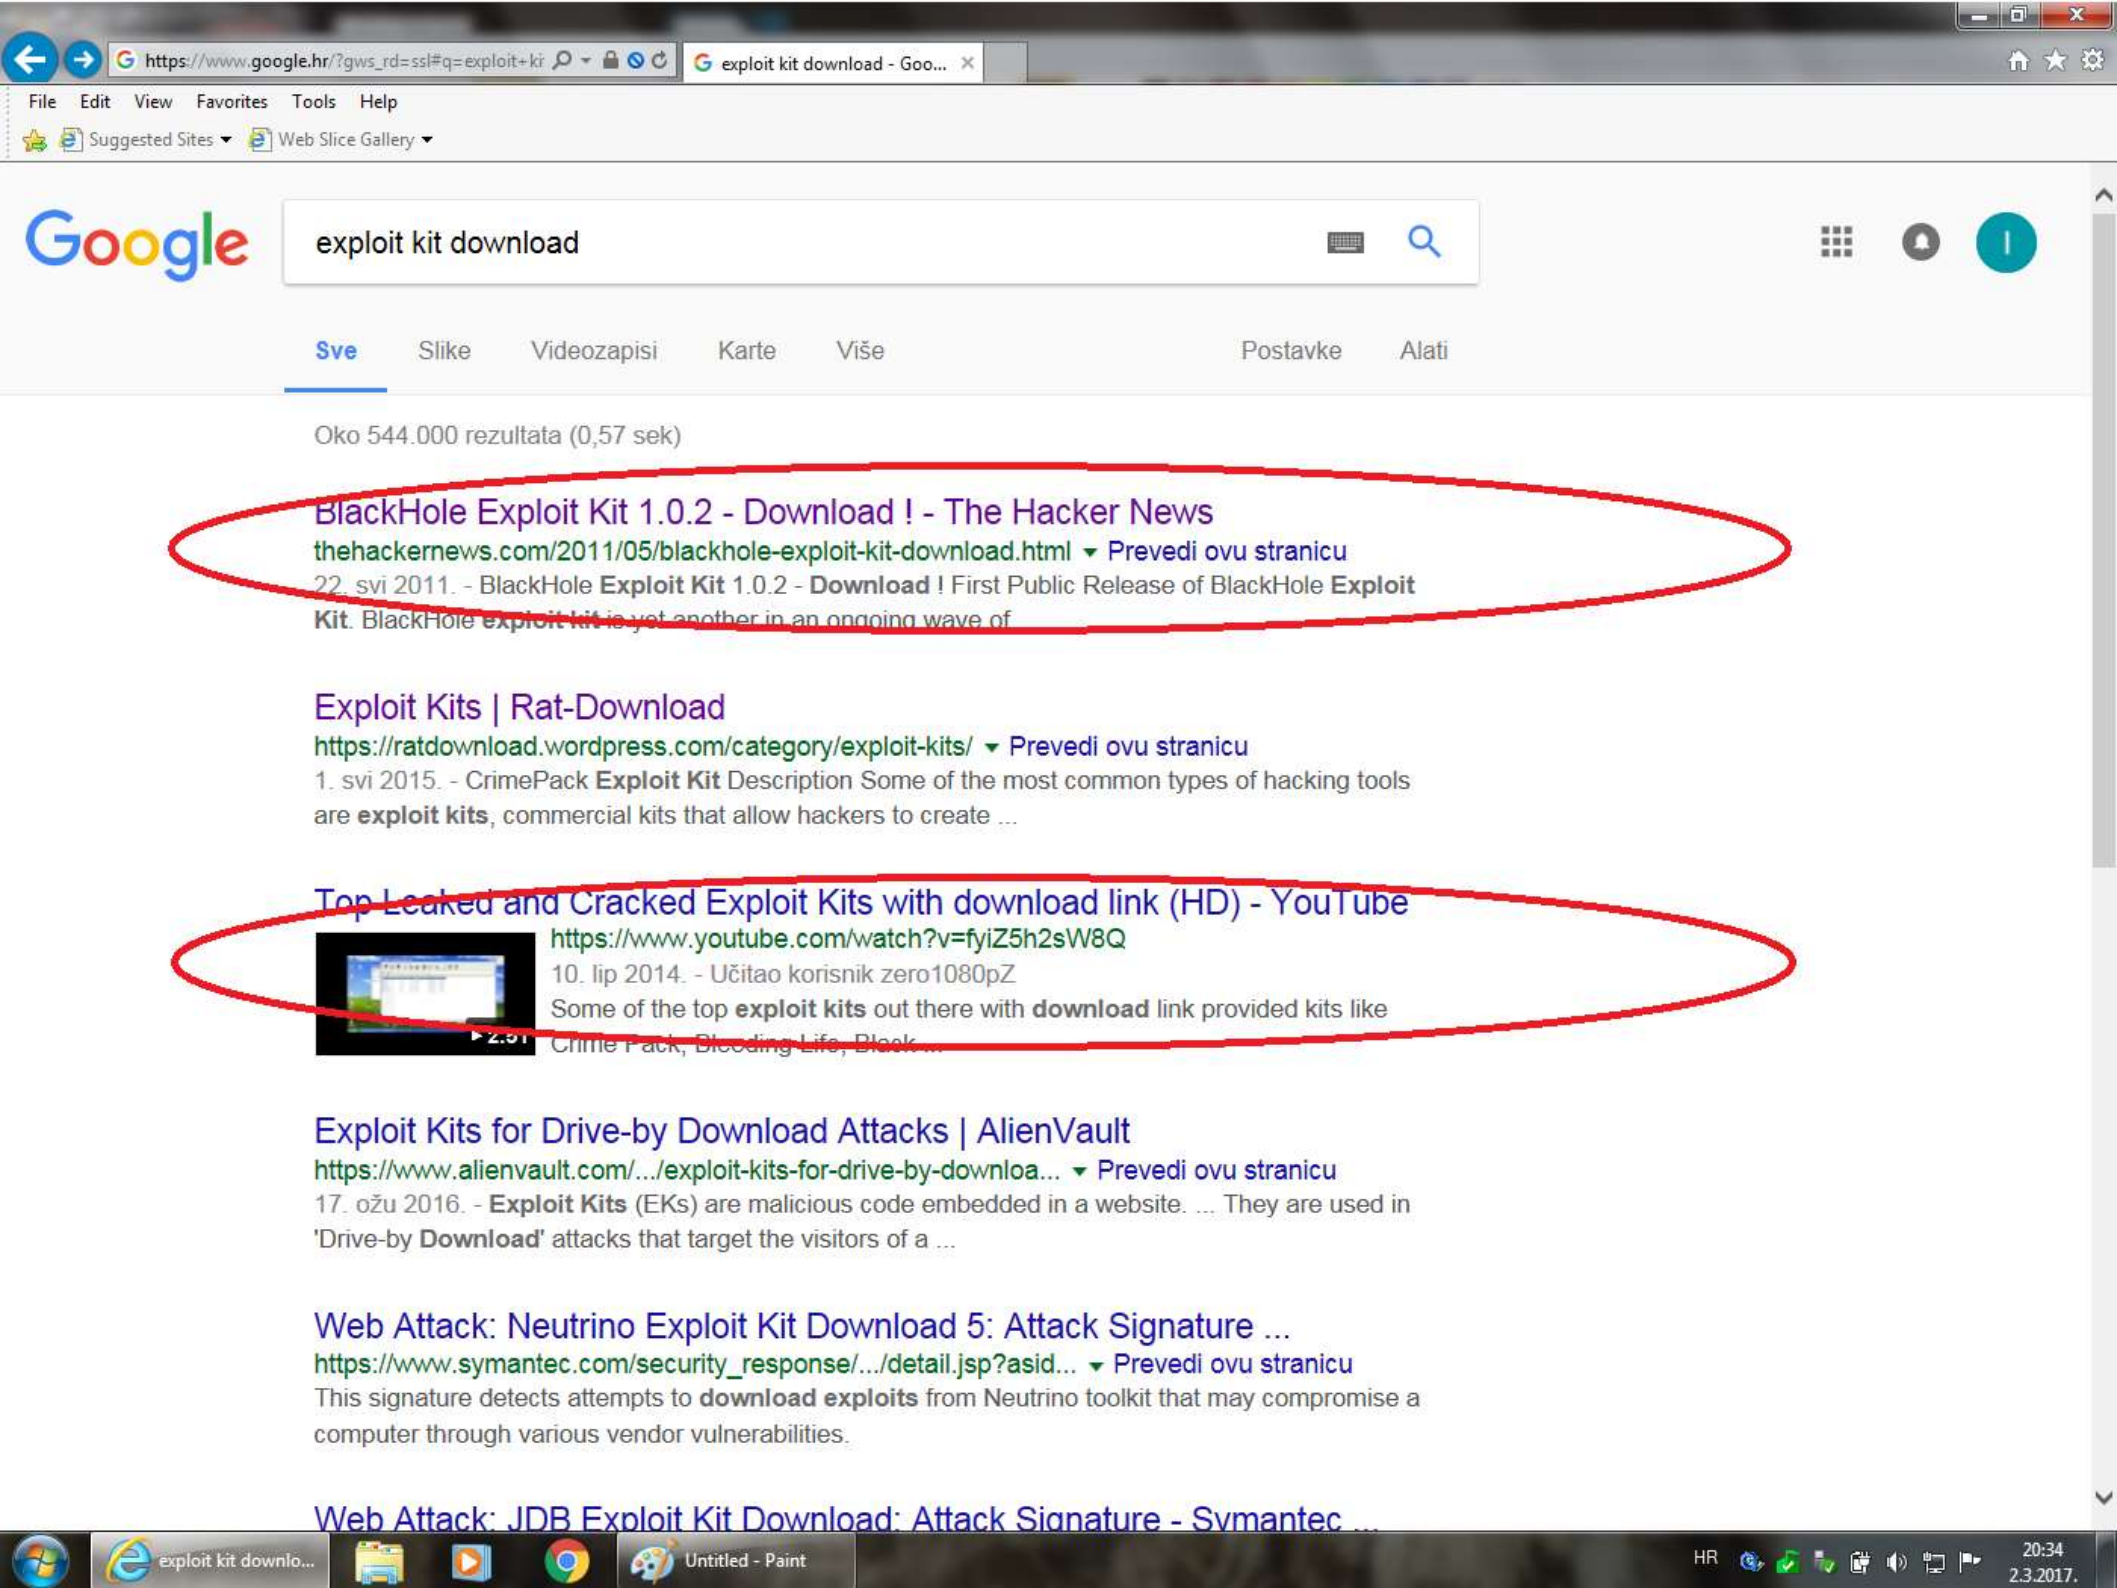 https://www.google.hr/?gws_rd=ssl#q=exploit+ki
exploit kit download - Goo...
File Edit View Favorites Tools Help
Suggested Sites Web Slice Gallery
Google
exploit kit download
I
Sve Slike Videozapisi Karte Više Postavke Alati
Oko 544.000 rezultata (0,57 sek)
BlackHole Exploit Kit 1.0.2 - Download ! - The Hacker News
thehackernews.com/2011/05/blackhole-exploit-kit-download.html Prevedi ovu stranicu
22. svi 2011. - BlackHole Exploit Kit 1.0.2 - Download ! First Public Release of BlackHole Exploit
Kit. BlackHole exploit kit is yet another in an ongoing wave of
Exploit Kits | Rat-Download
https://ratdownload.wordpress.com/category/exploit-kits/ Prevedi ovu stranicu
1. svi 2015. - CrimePack Exploit Kit Description Some of the most common types of hacking tools
are exploit kits, commercial kits that allow hackers to create ...
Top Leaked and Cracked Exploit Kits with download link (HD) - YouTube
https://www.youtube.com/watch?v=fyiZ5h2sW8Q
10. lip 2014. - Učitao korisnik zero1080pZ
Some of the top exploit kits out there with download link provided kits like
2:51 Crime Pack, Bleeding Life, Black ...
Exploit Kits for Drive-by Download Attacks | AlienVault
https://www.alienvault.com/.../exploit-kits-for-drive-by-downloa... Prevedi ovu stranicu
17. ožu 2016. - Exploit Kits (EKs) are malicious code embedded in a website. ... They are used in
'Drive-by Download' attacks that target the visitors of a ...
Web Attack: Neutrino Exploit Kit Download 5: Attack Signature ...
https://www.symantec.com/security_response/.../detail.jsp?asid... Prevedi ovu stranicu
This signature detects attempts to download exploits from Neutrino toolkit that may compromise a
computer through various vendor vulnerabilities.
Web Attack: JDB Exploit Kit Download: Attack Signature - Symantec ...
exploit kit downlo... Untitled - Paint HR 20:34
2.3.2017.